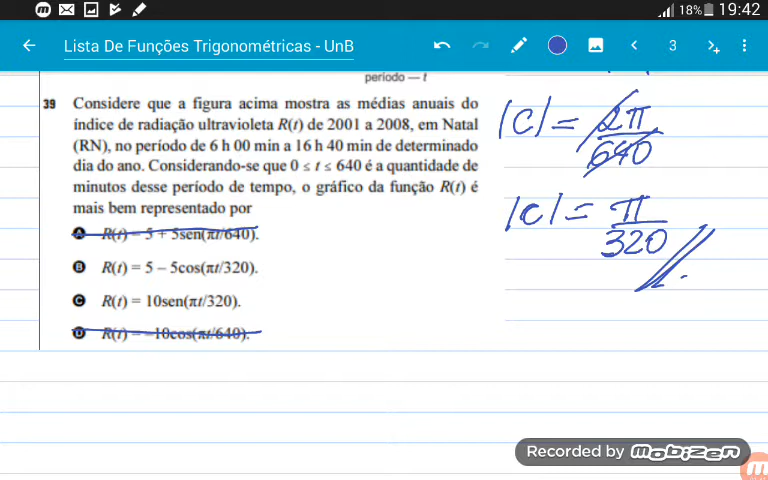 18% 19:42
Lista De Funções Trigonométricas - UnB
3
período — t
39 Considere que a figura acima mostra as médias anuais do
índice de radiação ultravioleta R(t) de 2001 a 2008, em Natal
(RN), no período de 6 h 00 min a 16 h 40 min de determinado
dia do ano. Considerando-se que 0 ≤ t ≤ 640 é a quantidade de
minutos desse período de tempo, o gráfico da função R(t) é
mais bem representado por
A R(t) = 5 + 5sen(πt/640).
B R(t) = 5 – 5cos(πt/320).
C R(t) = 10sen(πt/320).
D R(t) = –10cos(πt/640).
|C| = 2π/640
|C| = π/320
Recorded by mobizen